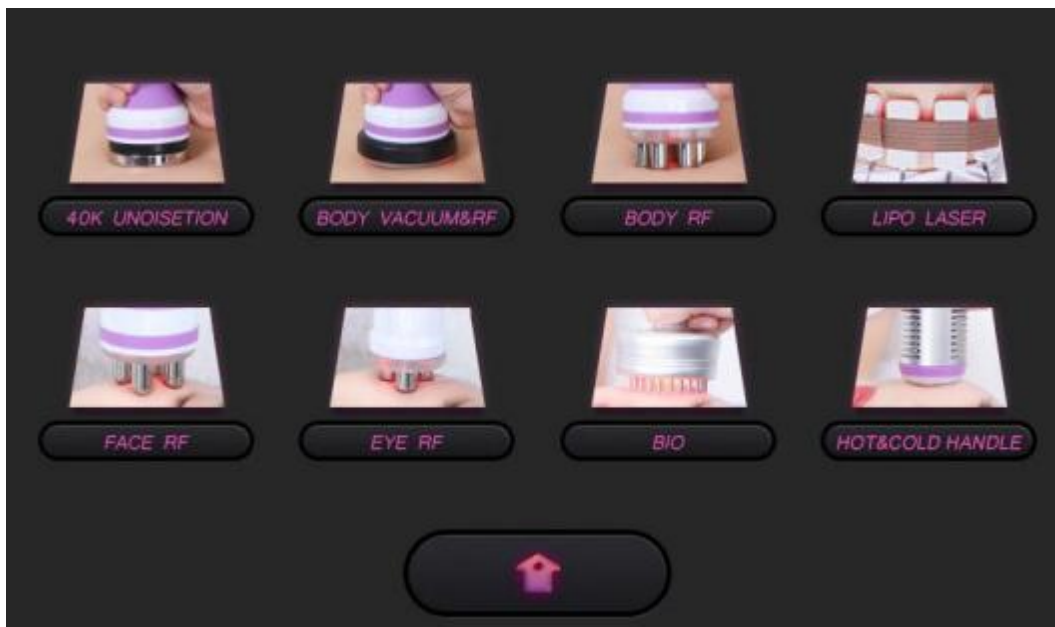 40K UNOISETION
BODY VACUUM&RF
BODY RF
LIPO LASER
FACE RF
EYE RF
BIO
HOT&COLD HANDLE